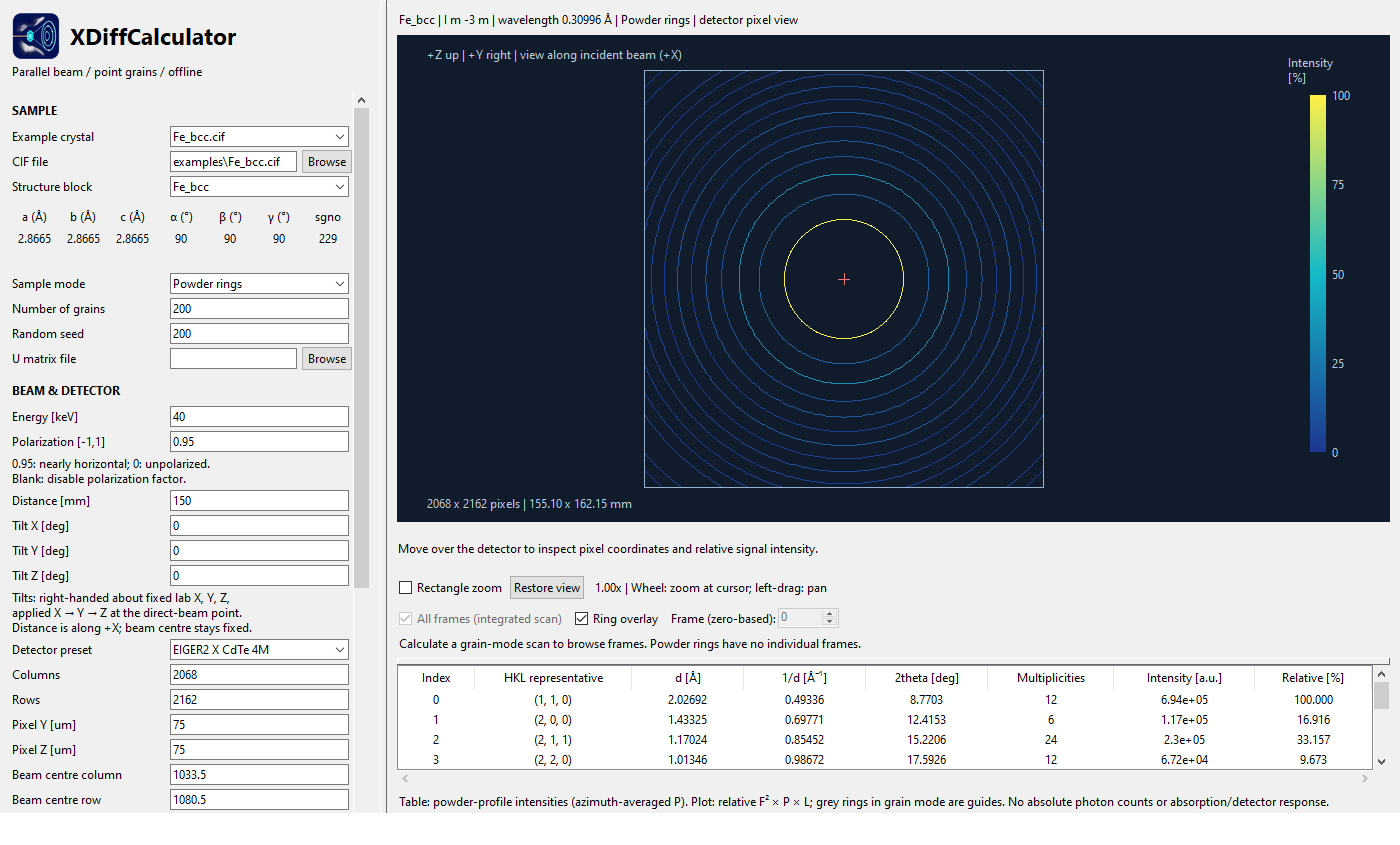 XDiffCalculator
Parallel beam / point grains / offline
SAMPLE
Example crystal Fe_bcc.cif
CIF file examples\Fe_bcc.cif Browse
Structure block Fe_bcc
a (Å) b (Å) c (Å) α (°) β (°) γ (°) sgno
2.8665 2.8665 2.8665 90 90 90 229
Sample mode Powder rings
Number of grains 200
Random seed 200
U matrix file Browse
BEAM & DETECTOR
Energy [keV] 40
Polarization [-1,1] 0.95
0.95: nearly horizontal; 0: unpolarized.
Blank: disable polarization factor.
Distance [mm] 150
Tilt X [deg] 0
Tilt Y [deg] 0
Tilt Z [deg] 0
Tilts: right-handed about fixed lab X, Y, Z,
applied X → Y → Z at the direct-beam point.
Distance is along +X; beam centre stays fixed.
Detector preset EIGER2 X CdTe 4M
Columns 2068
Rows 2162
Pixel Y [um] 75
Pixel Z [um] 75
Beam centre column 1033.5
Beam centre row 1080.5
Fe_bcc | I m -3 m | wavelength 0.30996 Å | Powder rings | detector pixel view
+Z up | +Y right | view along incident beam (+X)
Intensity
[%]
100
75
50
25
0
2068 x 2162 pixels | 155.10 x 162.15 mm
Move over the detector to inspect pixel coordinates and relative signal intensity.
Rectangle zoom Restore view 1.00x | Wheel: zoom at cursor; left-drag: pan
All frames (integrated scan) Ring overlay Frame (zero-based): 0
Calculate a grain-mode scan to browse frames. Powder rings have no individual frames.
Index HKL representative d [Å] 1/d [Å⁻¹] 2theta [deg] Multiplicities Intensity [a.u.] Relative [%]
0 (1, 1, 0) 2.02692 0.49336 8.7703 12 6.94e+05 100.000
1 (2, 0, 0) 1.43325 0.69771 12.4153 6 1.17e+05 16.916
2 (2, 1, 1) 1.17024 0.85452 15.2206 24 2.3e+05 33.157
3 (2, 2, 0) 1.01346 0.98672 17.5926 12 6.72e+04 9.673
Table: powder-profile intensities (azimuth-averaged P). Plot: relative F² × P × L; grey rings in grain mode are guides. No absolute photon counts or absorption/detector response.